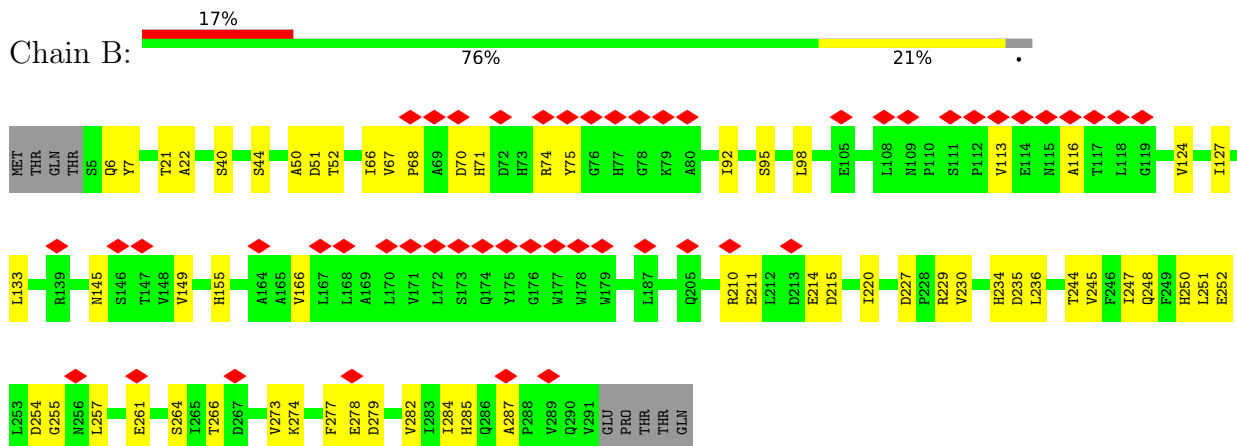 17%
Chain B:
76% 21% •
MET THR GLN THR S5 Q6 Y7 T21 A22 S40 S44 A50 D51 T52 I66 V67 P68 A69 D70 H71 D72 H73 R74 Y75 G76 H77 G78 K79 A80 I92 S95 L98 E105 L108 N109 P110 S111 P112 V113 E114 N115 A116 T117 L118 G119 V124 I127
L133 R139 N145 S146 T147 V148 V149 H155 A164 A165 V166 L167 L168 A169 L170 V171 L172 S173 Q174 Y175 G176 W177 W178 W179 L187 Q205 R210 E211 L212 D213 E214 D215 I220 D227 P228 R229 V230 H234 D235 L236 T244 V245 F246 I247 Q248 F249 H250 L251 E252
L253 D254 G255 N256 L257 E261 S264 I265 T266 D267 V273 K274 F277 E278 D279 V282 I283 I284 H285 Q286 A287 P288 V289 Q290 V291 GLU PRO THR THR GLN